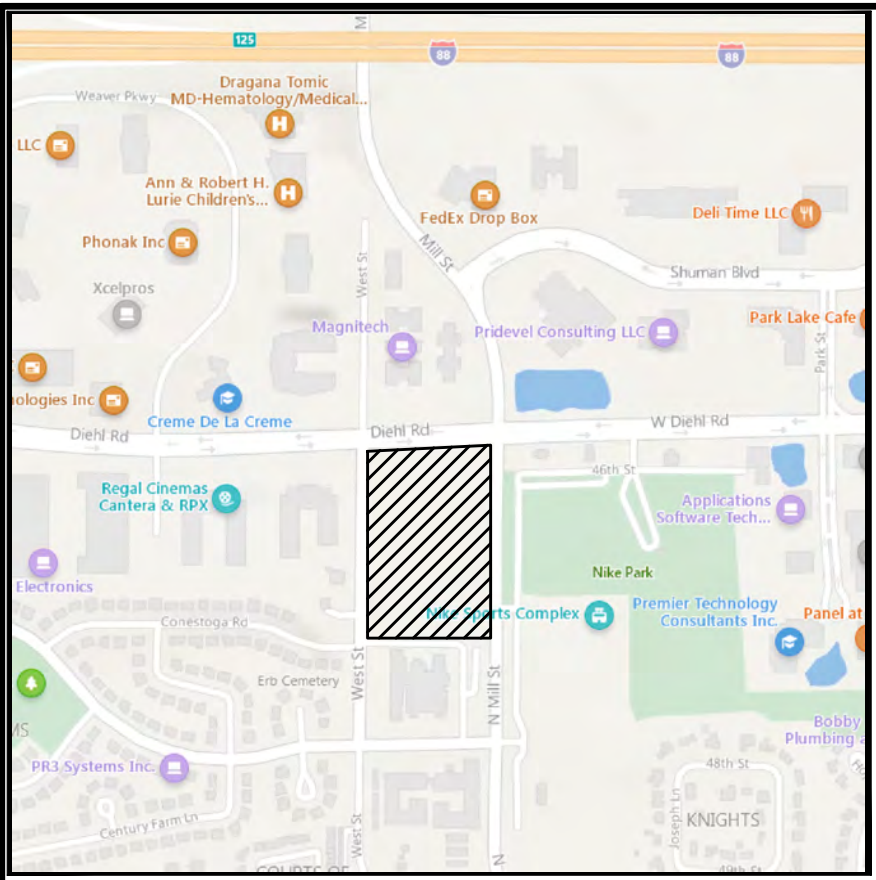 M
125
88
88
Dragana Tomic
MD-Hematology/Medical...
Weaver Pkwy
LLC
Ann & Robert H.
Lurie Children's...
FedEx Drop Box
Deli Time LLC
Phonak Inc
Mill St
West St
Shuman Blvd
Xcelpros
Magnitech
Pridevel Consulting LLC
Park Lake Cafe
Park St
nologies Inc
Creme De La Creme
Diehl Rd
Diehl Rd
W Diehl Rd
46th St
Regal Cinemas
Cantera & RPX
Applications
Software Tech...
Electronics
Nike Park
Nike Sports Complex
Premier Technology
Consultants Inc.
Panel at
Conestoga Rd
West St
Erb Cemetery
N Mill St
MS
Bobby
Plumbing a
PR3 Systems Inc.
48th St
Joseph Ln
KNIGHTS
Century Farm Ln
West St
N
COURTS OF
49th St